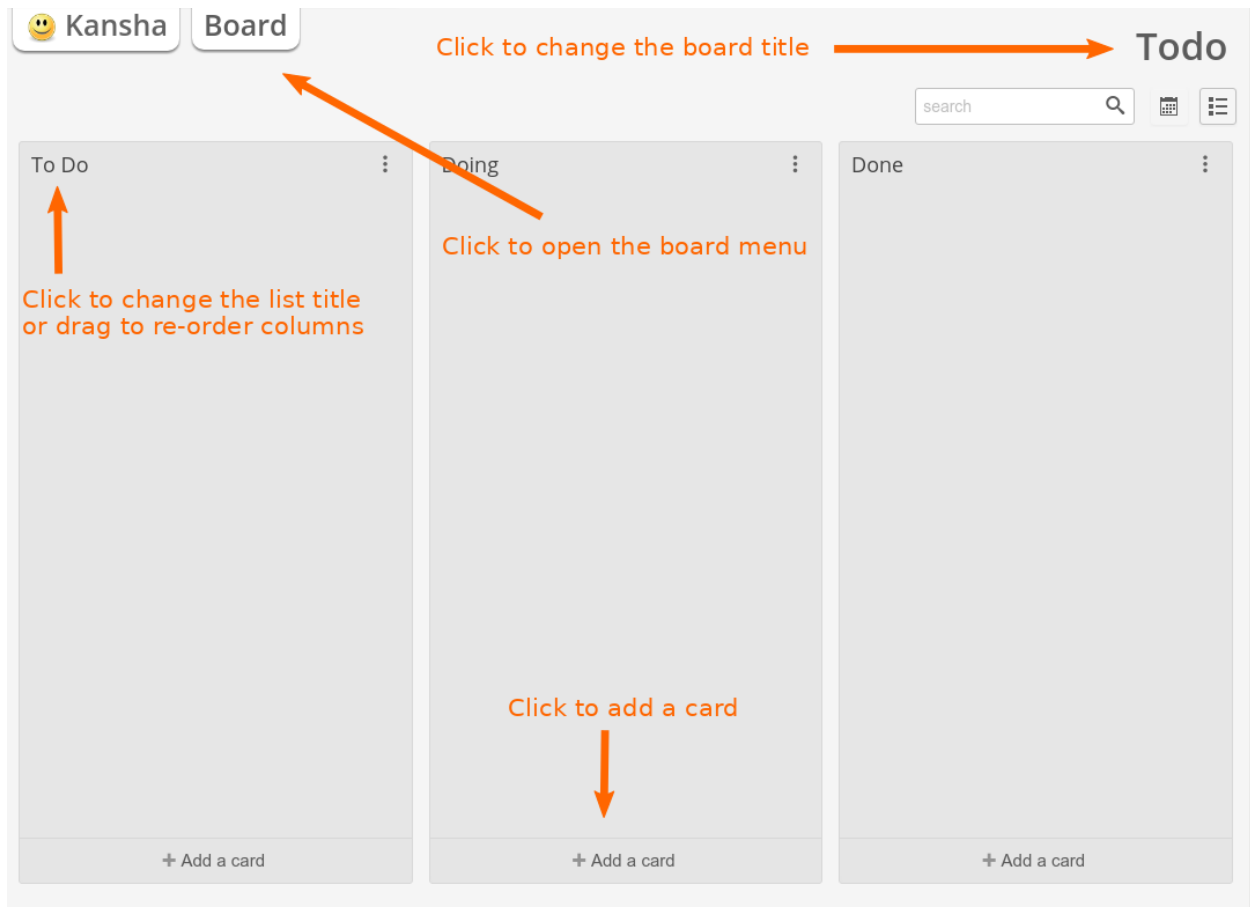 Kansha
Board
Click to change the board title
Todo
search
To Do
Doing
Done
Click to open the board menu
Click to change the list title
or drag to re-order columns
Click to add a card
+ Add a card
+ Add a card
+ Add a card